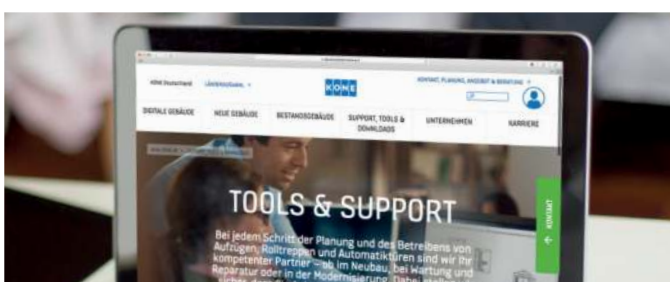 KONE Deutschland
LÄNDERAUSWAHL
KONE
KONTAKT, PLANUNG, ANGEBOT & BERATUNG
DIGITALE GEBÄUDE
NEUE GEBÄUDE
BESTANDSGEBÄUDE
SUPPORT, TOOLS &
DOWNLOADS
UNTERNEHMEN
KARRIERE
TOOLS & SUPPORT
KONTAKT
Bei jedem Schritt der Planung und des Betreibens von
Aufzügen, Rolltreppen und Automatiktüren sind wir Ihr
kompetenter Partner – ob im Neubau, bei Wartung und
Reparatur oder in der Modernisierung. Dabei